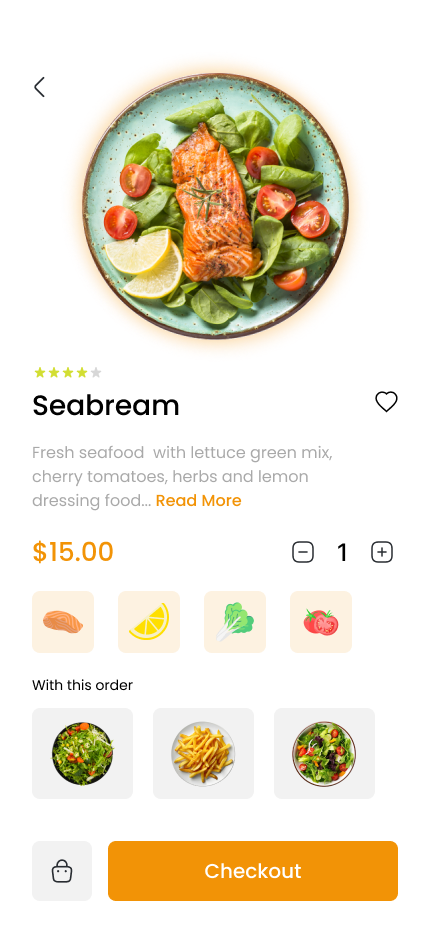 Seabream
Fresh seafood  with lettuce green mix,
cherry tomatoes, herbs and lemon
dressing food... Read More
$15.00
1
With this order
Checkout